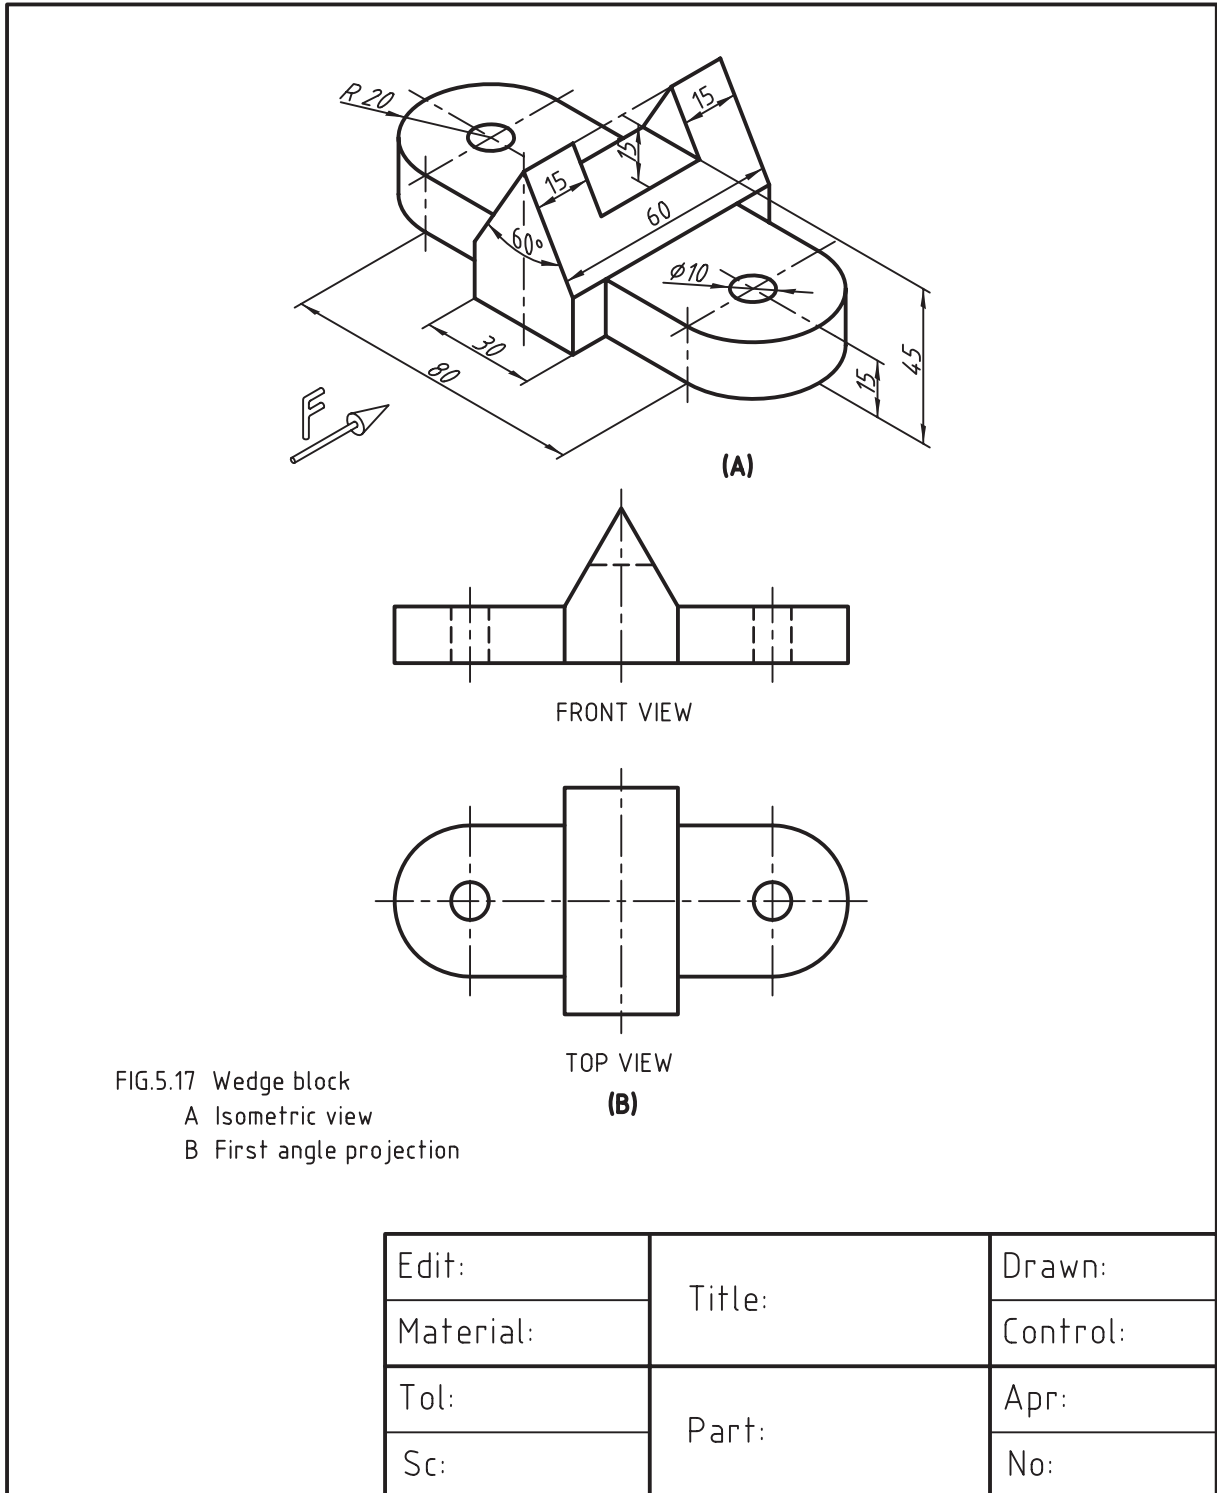 R 20
15
15
15
60
60°
ø10
30
80
45
15
F
(A)
FRONT VIEW
TOP VIEW
(B)
FIG.5.17 Wedge block
A Isometric view
B First angle projection
Edit:
Title:
Drawn:
Material:
Control:
Tol:
Part:
Apr:
Sc:
No: